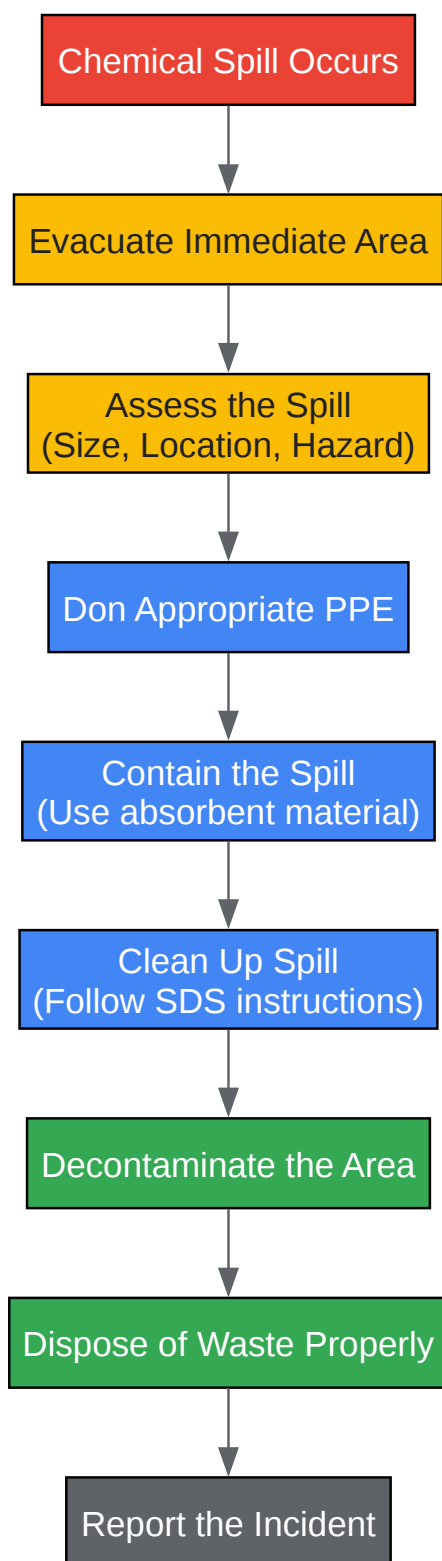 Chemical Spill Occurs
Evacuate Immediate Area
Assess the Spill
(Size, Location, Hazard)
Don Appropriate PPE
Contain the Spill
(Use absorbent material)
Clean Up Spill
(Follow SDS instructions)
Decontaminate the Area
Dispose of Waste Properly
Report the Incident